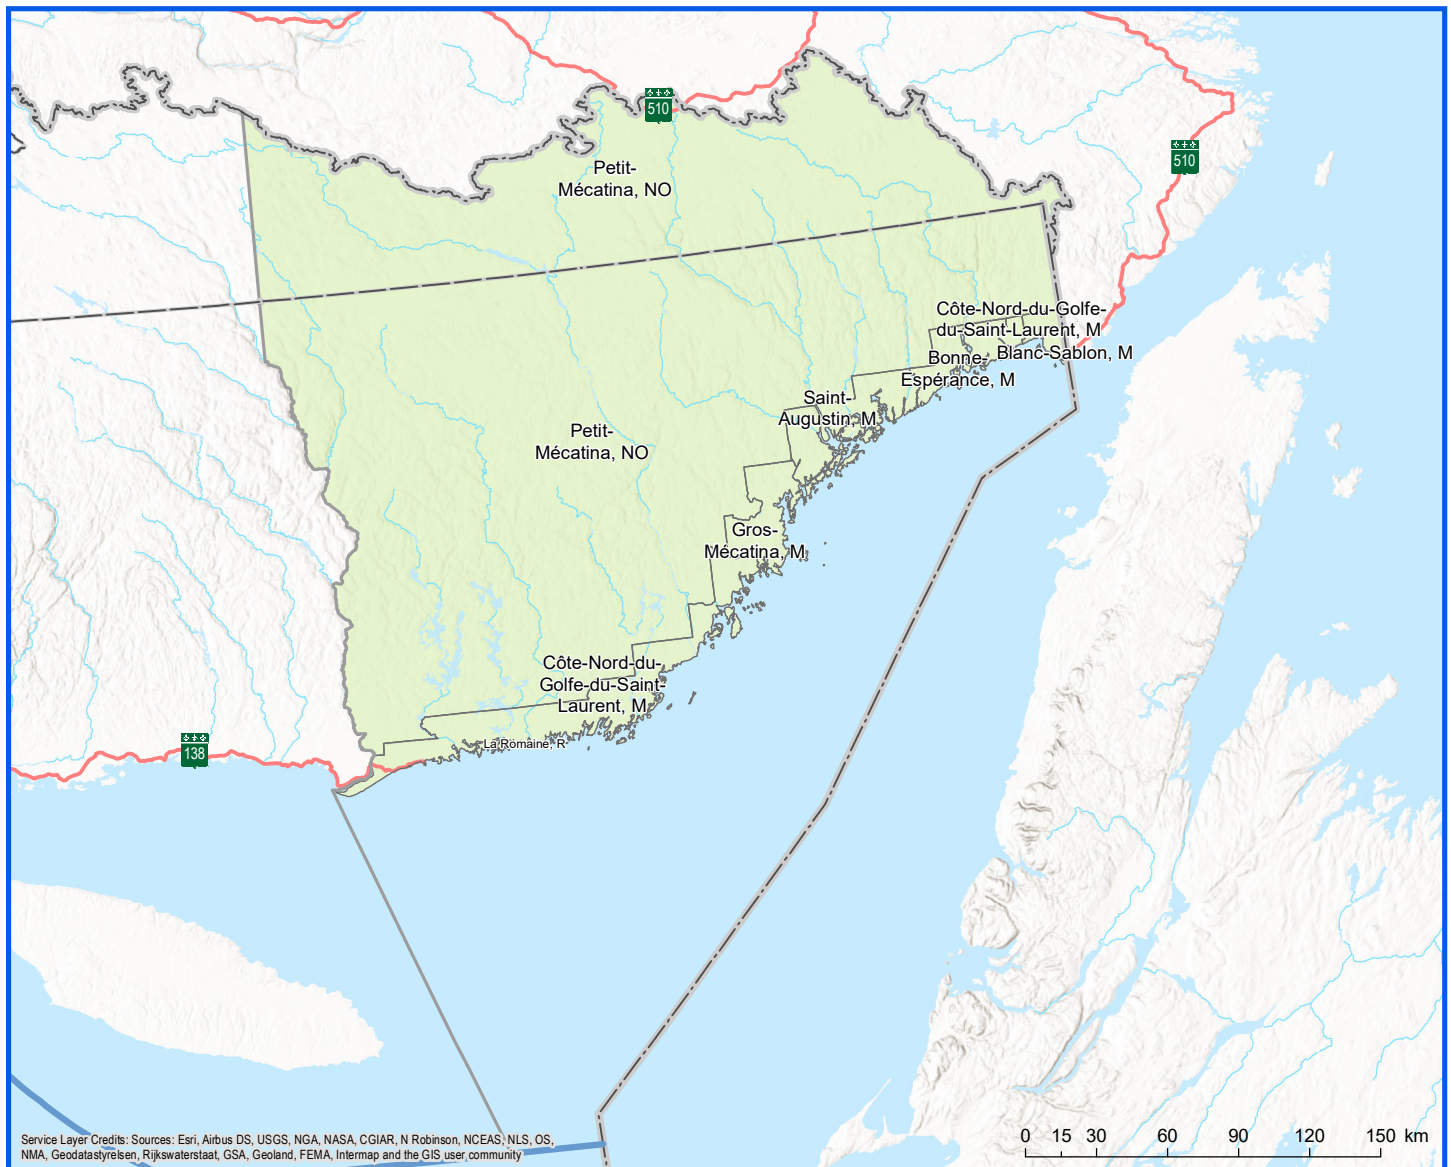 510
510
Petit-
Mécatina, NO
Côte-Nord-du-Golfe-
du-Saint-Laurent, M
Blanc-Sablon, M
Bonne-
Espérance, M
Saint-
Augustin, M
Petit-
Mécatina, NO
Gros-
Mécatina, M
Côte-Nord-du-
Golfe-du-Saint-
Laurent, M
La Romaine, R
138
Service Layer Credits: Sources: Esri, Airbus DS, USGS, NGA, NASA, CGIAR, N Robinson, NCEAS, NLS, OS,
NMA, Geodatastyrelsen, Rijkswaterstaat, GSA, Geoland, FEMA, Intermap and the GIS user community
0 15 30 60 90 120 150 km